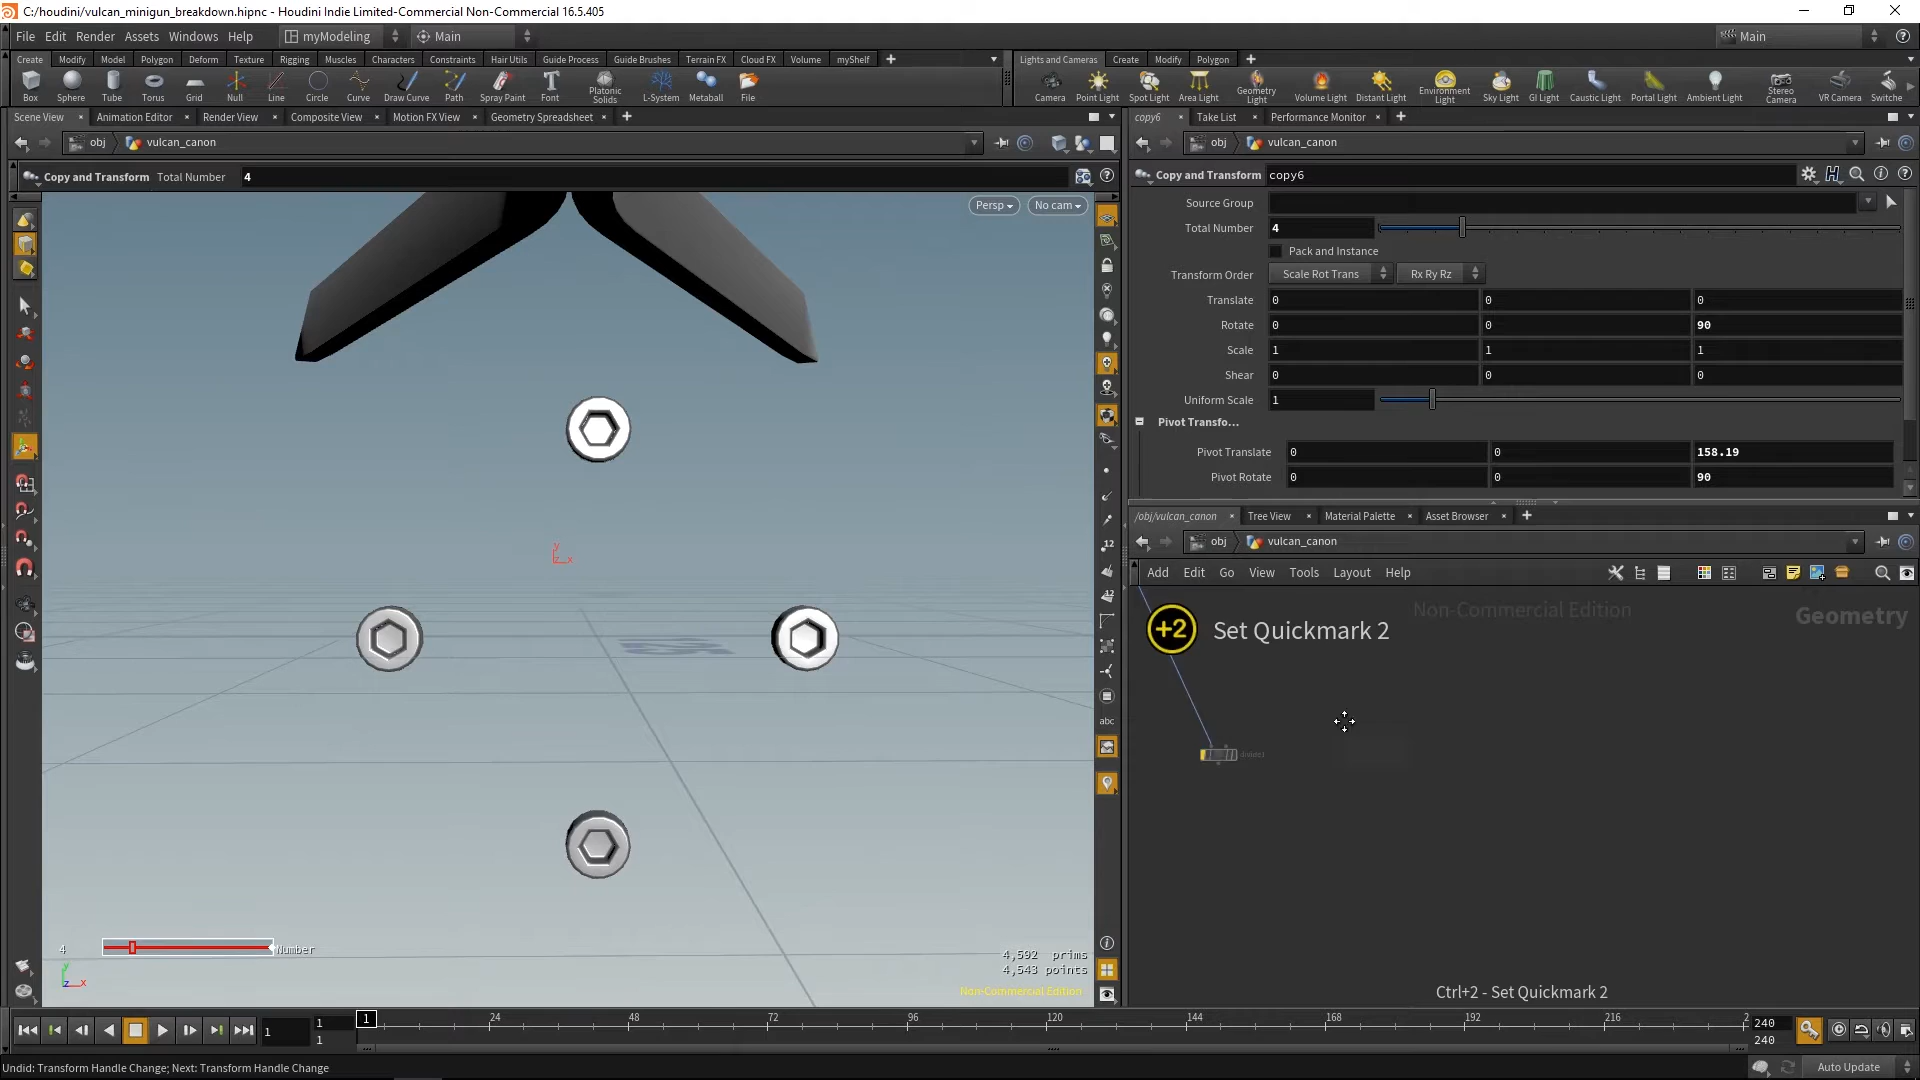 C:/houdini/vulcan_minigun_breakdown.hipnc - Houdini Indie Limited-Commercial Non-Commercial 16.5.405
File Edit Render Assets Windows Help myModeling Main Main
Create Modify Model Polygon Deform Texture Rigging Muscles Characters Constraints Hair Utils Guide Process Guide Brushes Terrain FX Cloud FX Volume myShelf
Lights and Cameras Create Modify Polygon
Box Sphere Tube Torus Grid Null Line Circle Curve Draw Curve Path Spray Paint Font Platonic Solids L-System Metaball File
Camera Point Light Spot Light Area Light Geometry Light Volume Light Distant Light Environment Light Sky Light GI Light Caustic Light Portal Light Ambient Light Stereo Camera VR Camera Switche
Scene View Animation Editor Render View Composite View Motion FX View Geometry Spreadsheet
copy6 Take List Performance Monitor
obj vulcan_canon
obj vulcan_canon
Copy and Transform Total Number 4
Copy and Transform copy6
Persp No cam
Source Group
Total Number 4
Pack and Instance
Transform Order Scale Rot Trans Rx Ry Rz
Translate 0 0 0
Rotate 0 0 90
Scale 1 1 1
Shear 0 0 0
Uniform Scale 1
Pivot Transfo...
Pivot Translate 0 0 158.19
Pivot Rotate 0 0 90
/obj/vulcan_canon Tree View Material Palette Asset Browser
obj vulcan_canon
Add Edit Go View Tools Layout Help
Non-Commercial Edition
Geometry
+2 Set Quickmark 2
y
z x
12
12
abc
4 Number
y
z x
4,592 prims
4,543 points
Non-Commercial Edition
Ctrl+2 - Set Quickmark 2
1 1 1 1 24 48 72 96 120 144 168 192 216 2 240
240
Undid: Transform Handle Change; Next: Transform Handle Change
Auto Update